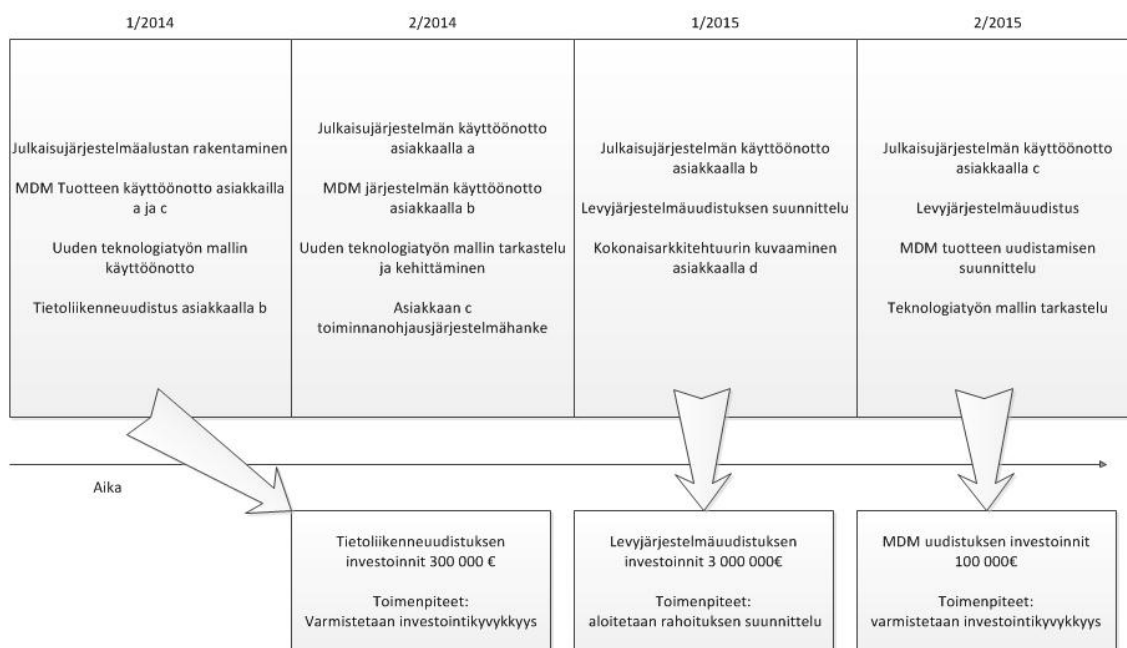 1/2014
2/2014
1/2015
2/2015
Julkaisujärjestelmäalustan rakentaminen
MDM Tuotteen käyttöönotto asiakkailla
a ja c
Uuden teknologiatyön mallin
käyttöönotto
Tietoliikenneuudistus asiakkaalla b
Julkaisujärjestelmän käyttöönotto
asiakkaalla a
MDM järjestelmän käyttöönotto
asiakkaalla b
Uuden teknologiatyön mallin tarkastelu
ja kehittäminen
Asiakkaan c
toiminnanohjausjärjestelmähanke
Julkaisujärjestelmän käyttöönotto
asiakkaalla b
Levyjärjestelmäuudistuksen suunnittelu
Kokonaisarkkitehtuurin kuvaaminen
asiakkaalla d
Julkaisujärjestelmän käyttöönotto
asiakkaalla c
Levyjärjestelmäuudistus
MDM tuotteen uudistamisen
suunnittelu
Teknologiatyön mallin tarkastelu
Aika
Tietoliikenneuudistuksen
investoinnit 300 000 €
Toimenpiteet:
Varmistetaan investointikyvykkyys
Levyjärjestelmäuudistuksen
investoinnit 3 000 000€
Toimenpiteet:
aloitetaan rahoituksen suunnittelu
MDM uudistuksen investoinnit
100 000€
Toimenpiteet:
varmistetaan investointikyvykkyys